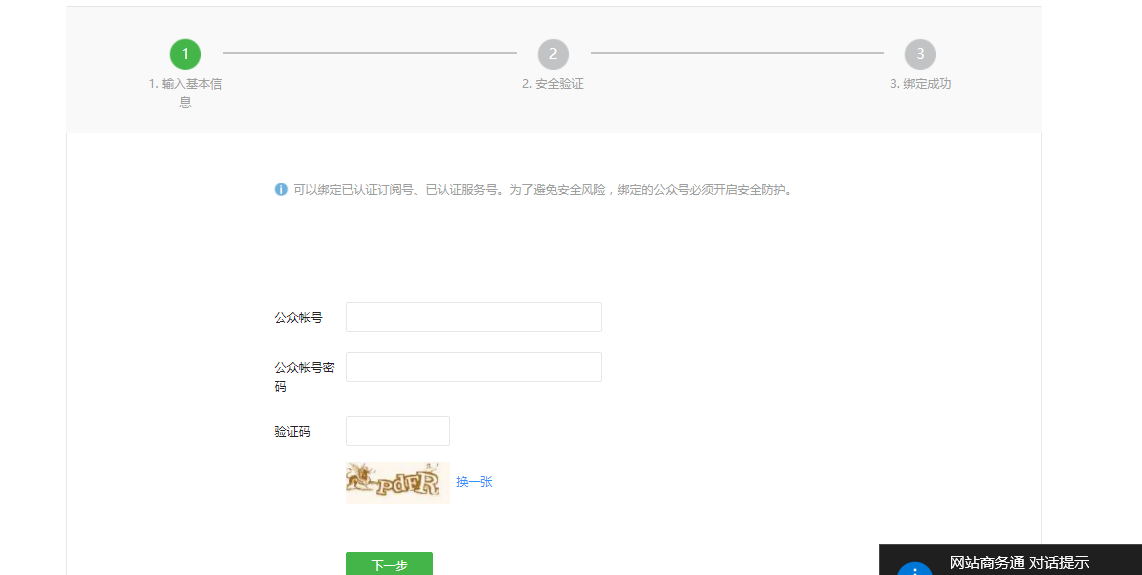 1
2
3
1. 输入基本信
息
2. 安全验证
3. 绑定成功
可以绑定已认证订阅号、已认证服务号。为了避免安全风险，绑定的公众号必须开启安全防护。
公众帐号
公众帐号密
码
验证码
pdFR
换一张
下一步
网站商务通 对话提示